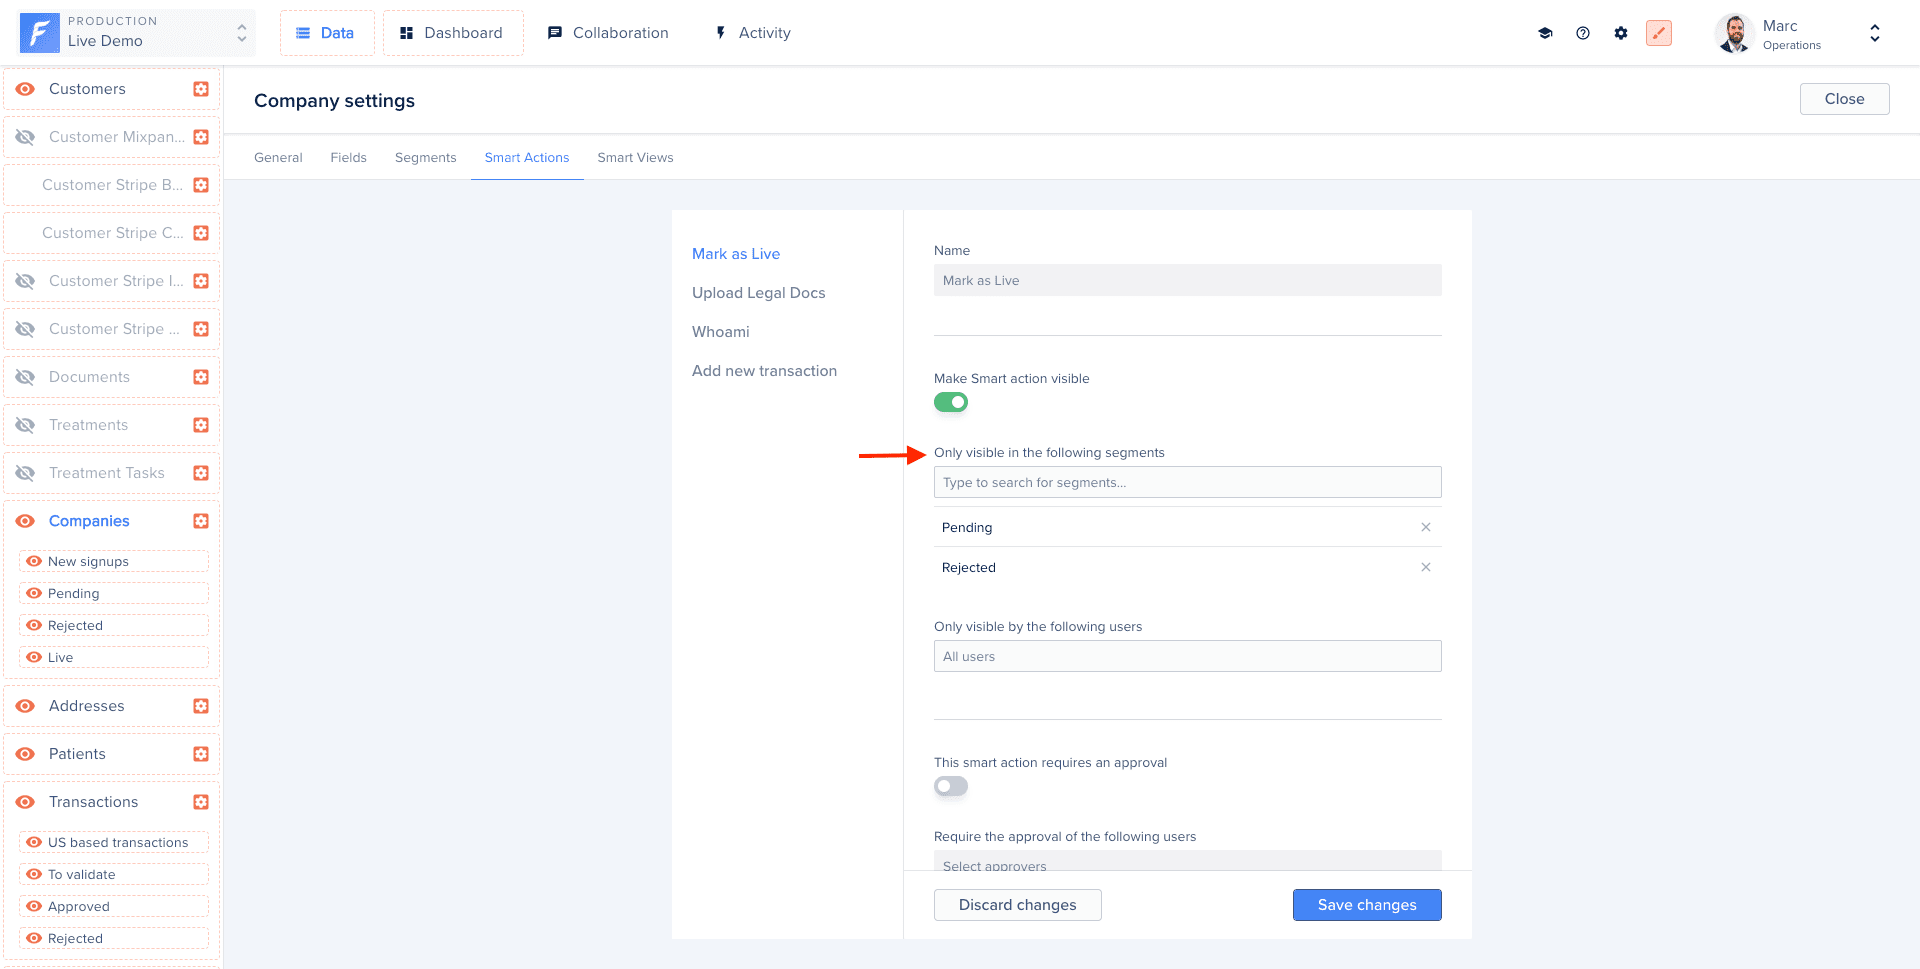 PRODUCTION
Live Demo
Data
Dashboard
Collaboration
Activity
Marc
Operations
Customers
Customer Mixpan...
Customer Stripe B...
Customer Stripe C...
Customer Stripe I...
Customer Stripe ...
Documents
Treatments
Treatment Tasks
Companies
New signups
Pending
Rejected
Live
Addresses
Patients
Transactions
US based transactions
To validate
Approved
Rejected
Company settings
Close
General
Fields
Segments
Smart Actions
Smart Views
Mark as Live
Upload Legal Docs
Whoami
Add new transaction
Name
Mark as Live
Make Smart action visible
Only visible in the following segments
Type to search for segments...
Pending
Rejected
Only visible by the following users
All users
This smart action requires an approval
Require the approval of the following users
Select approvers
Discard changes
Save changes